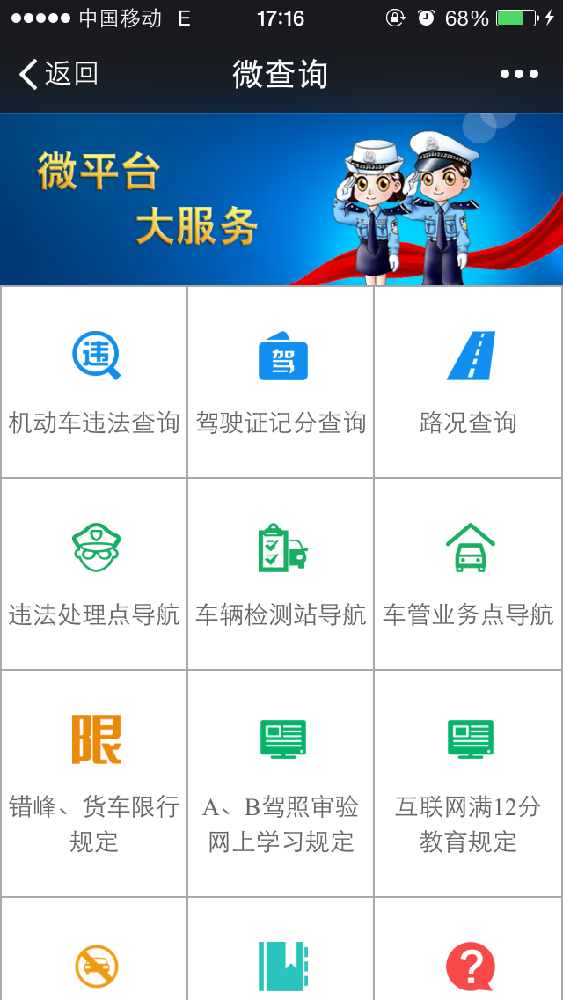 中国移动 E 17:16 68%
返回 微查询
微平台
大服务
违 驾
机动车违法查询 驾驶证记分查询 路况查询
违法处理点导航 车辆检测站导航 车管业务点导航
限
错峰、货车限行 A、B驾照审验 互联网满12分
规定 网上学习规定 教育规定
?